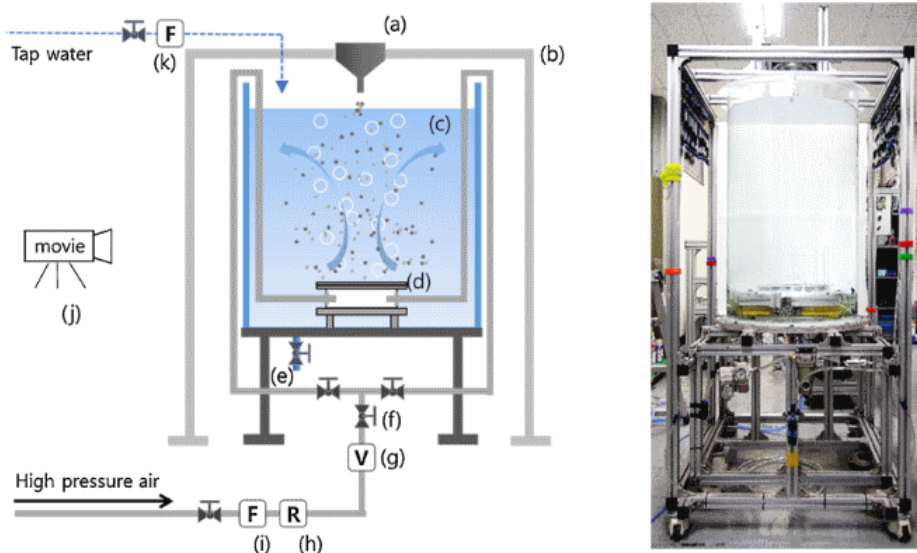 (a)
F
Tap water
(k)
(b)
(c)
movie
(d)
(j)
(e)
(f)
V
(g)
High pressure air
F
R
(i)
(h)